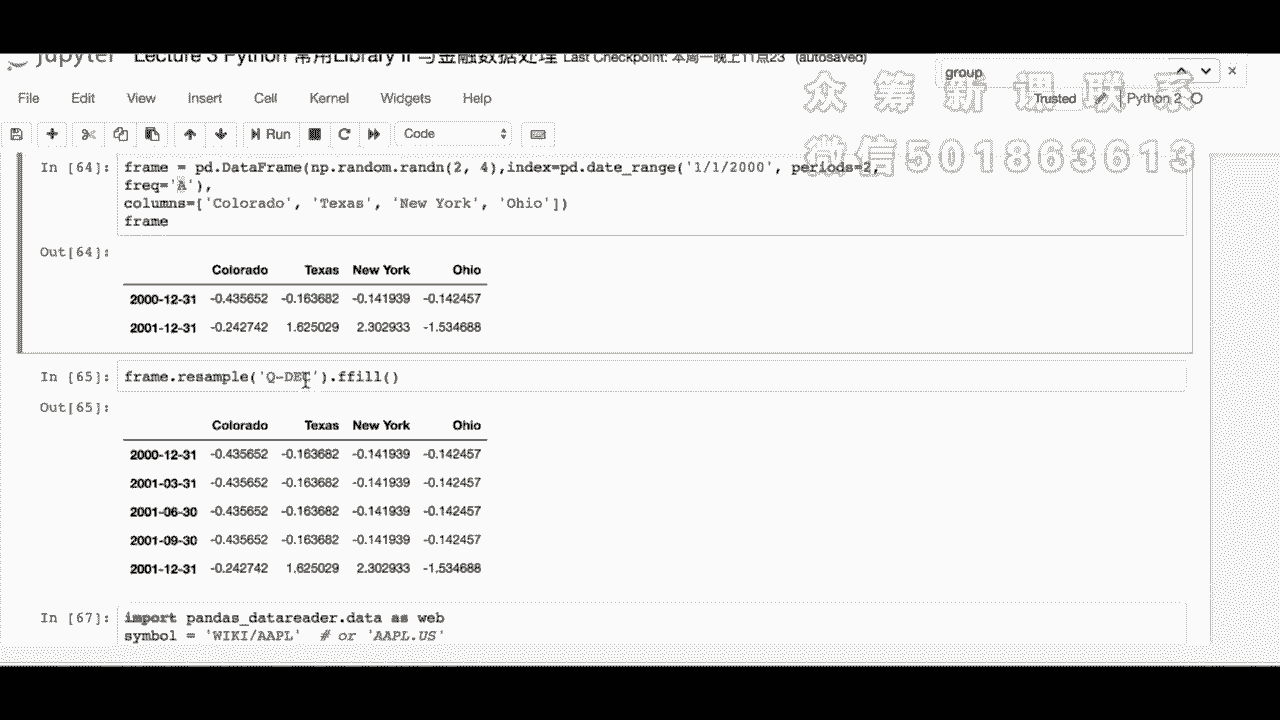 Jupyter Lecture 3 Python 常用Library II 与金融数据处理 Last Checkpoint: 本周一晚上11点23 (autosaved)
group
众筹新课联系
File Edit View Insert Cell Kernel Widgets Help
Trusted Python 2
Run Code
微信501863613
In [64]: frame = pd.DataFrame(np.random.randn(2, 4),index=pd.date_range('1/1/2000', periods=2,
freq='A'),
columns=['Colorado', 'Texas', 'New York', 'Ohio'])
frame
Out[64]:
Colorado Texas New York Ohio
2000-12-31 -0.435652 -0.163682 -0.141939 -0.142457
2001-12-31 -0.242742 1.625029 2.302933 -1.534688
In [65]: frame.resample('Q-DEC').ffill()
Out[65]:
Colorado Texas New York Ohio
2000-12-31 -0.435652 -0.163682 -0.141939 -0.142457
2001-03-31 -0.435652 -0.163682 -0.141939 -0.142457
2001-06-30 -0.435652 -0.163682 -0.141939 -0.142457
2001-09-30 -0.435652 -0.163682 -0.141939 -0.142457
2001-12-31 -0.242742 1.625029 2.302933 -1.534688
In [67]: import pandas_datareader.data as web
symbol = 'WIKI/AAPL' # or 'AAPL.US'